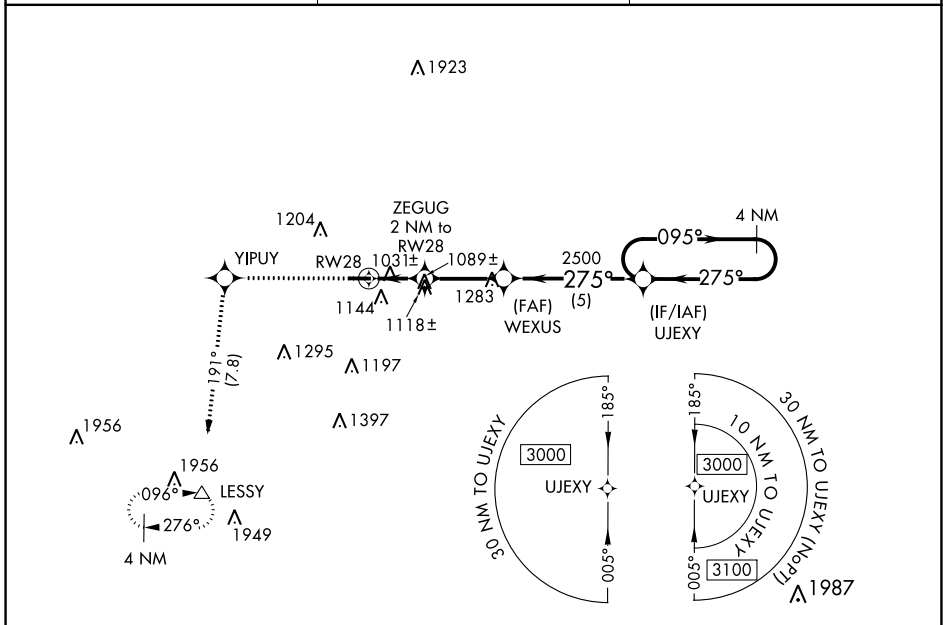 1923
ZEGUG
2 NM to
RW28
4 NM
1204
YIPUY
RW28
1031±
1089±
2500
095°
275°
275°
(5)
1144
1283
1118±
(FAF)
WEXUS
(IF/IAF)
UJEXY
191°
(7.8)
1295
1197
1397
1956
1956
096°
LESSY
276°
1949
4 NM
30 NM TO UJEXY
3000
UJEXY
185°
005°
185°
005°
3000
UJEXY
10 NM TO UJEXY
3100
30 NM TO UJEXY (NoPT)
1987